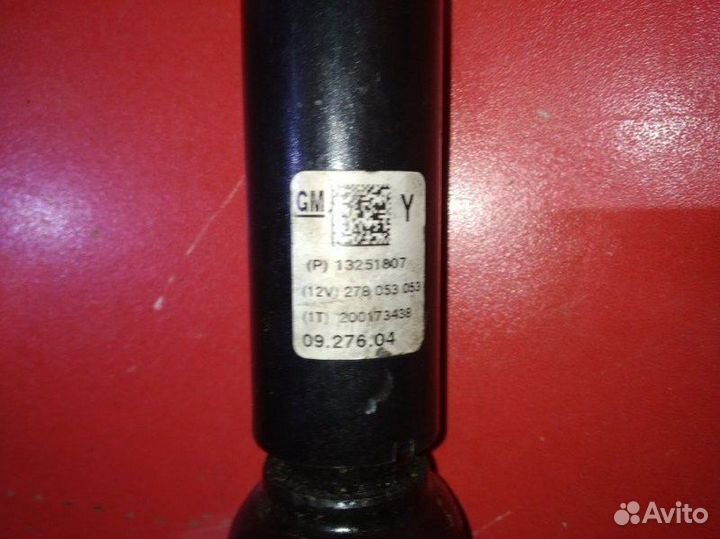 GM Y
(P) 13251807
(12V) 278 053 053
(1T) 200173438
09.276.04
Avito